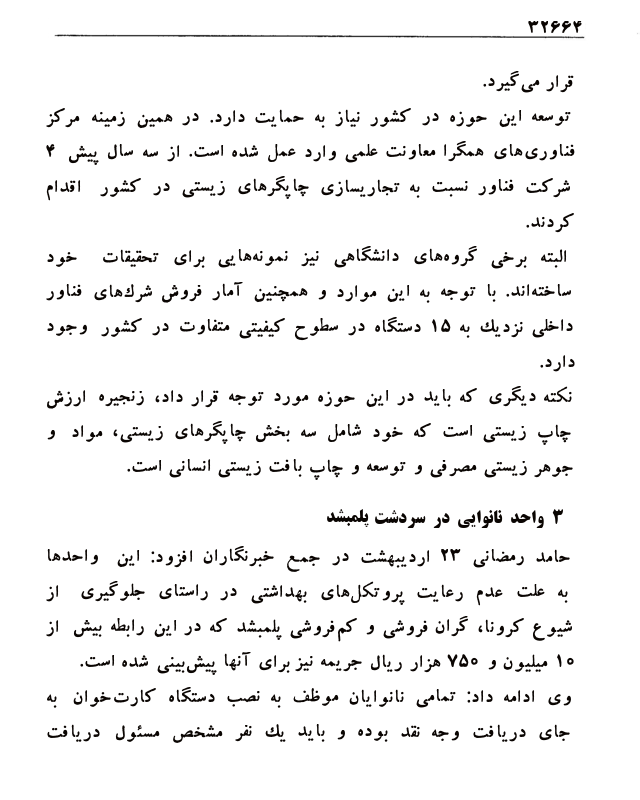 ۳۲۶۶۴
قرار می‌گیرد.
توسعه این حوزه در کشور نیاز به حمایت دارد. در همین زمینه مرکز
فناوری‌های همگرا معاونت علمی وارد عمل شده است. از سه سال پیش ۴
شرکت فناور نسبت به تجاریسازی چاپگرهای زیستی در کشور اقدام
کردند.
البته برخی گروه‌های دانشگاهی نیز نمونه‌هایی برای تحقیقات خود
ساخته‌اند. با توجه به این موارد و همچنین آمار فروش شرك‌های فناور
داخلی نزدیك به ۱۵ دستگاه در سطوح کیفیتی متفاوت در کشور وجود
دارد.
نکته دیگری که باید در این حوزه مورد توجه قرار داد، زنجیره ارزش
چاپ زیستی است که خود شامل سه بخش چاپگرهای زیستی، مواد و
جوهر زیستی مصرفی و توسعه و چاپ بافت زیستی انسانی است.
۳ واحد نانوایی در سردشت پلمبشد
حامد رمضانی ۲۳ اردیبهشت در جمع خبرنگاران افزود: این واحدها
به علت عدم رعایت پروتکل‌های بهداشتی در راستای جلوگیری از
شیوع کرونا، گران فروشی و کم‌فروشی پلمبشد که در این رابطه بیش از
۱۰ میلیون و ۷۵۰ هزار ریال جریمه نیز برای آنها پیش‌بینی شده است.
وی ادامه داد: تمامی نانوایان موظف به نصب دستگاه کارت‌خوان به
جای دریافت وجه نقد بوده و باید یك نفر مشخص مسئول دریافت